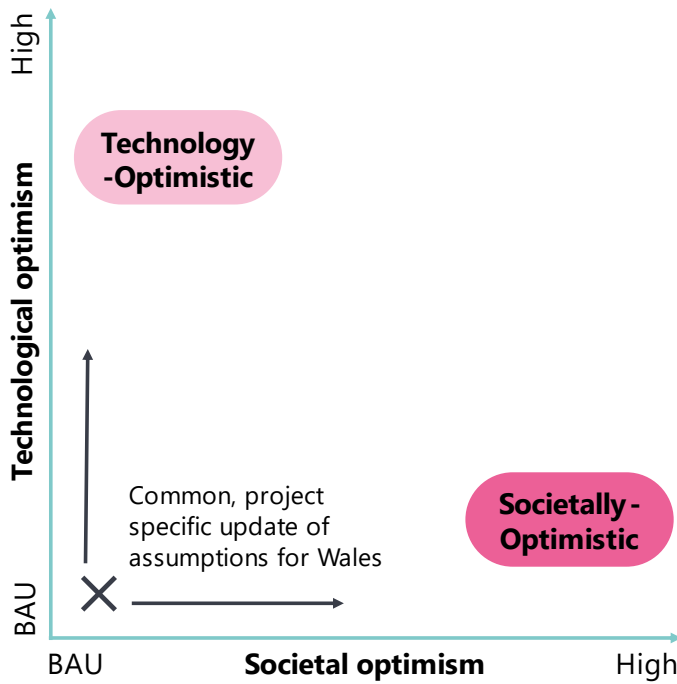 High
Technology
-Optimistic
Technological optimism
Common, project
specific update of
assumptions for Wales
Societally-
Optimistic
BAU
BAU
Societal optimism
High